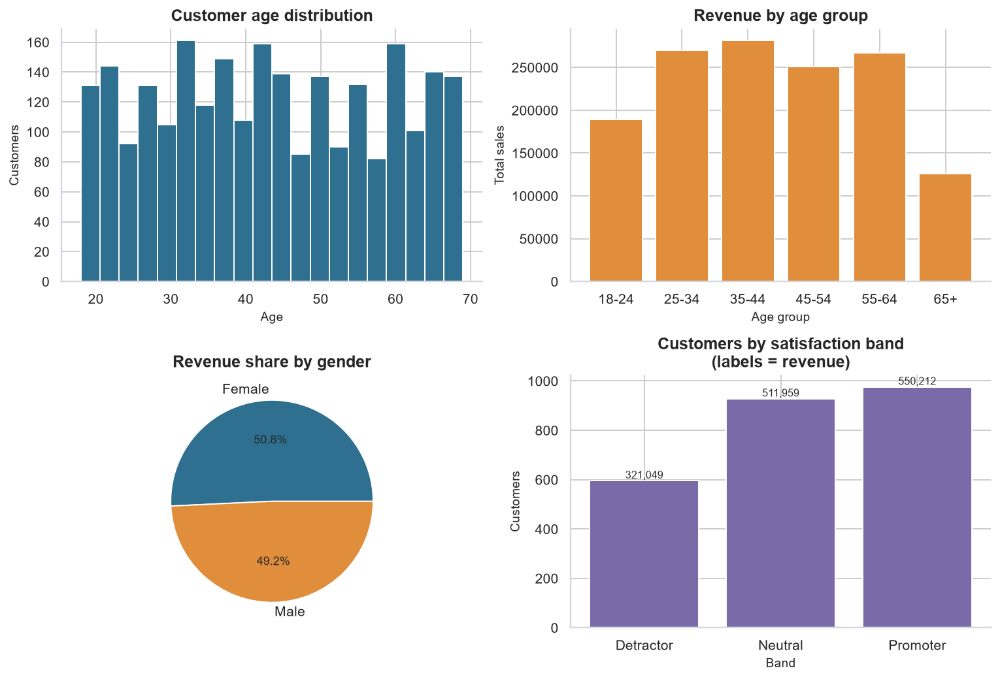 Customer age distribution
160
140
120
100
80
60
40
20
0
Customers
20 30 40 50 60 70
Age
Revenue by age group
250000
200000
150000
100000
50000
0
Total sales
18-24 25-34 35-44 45-54 55-64 65+
Age group
Revenue share by gender
Female
50.8%
49.2%
Male
Customers by satisfaction band
(labels = revenue)
1000
800
600
400
200
0
Customers
321,049
511,959
550,212
Detractor Neutral Promoter
Band